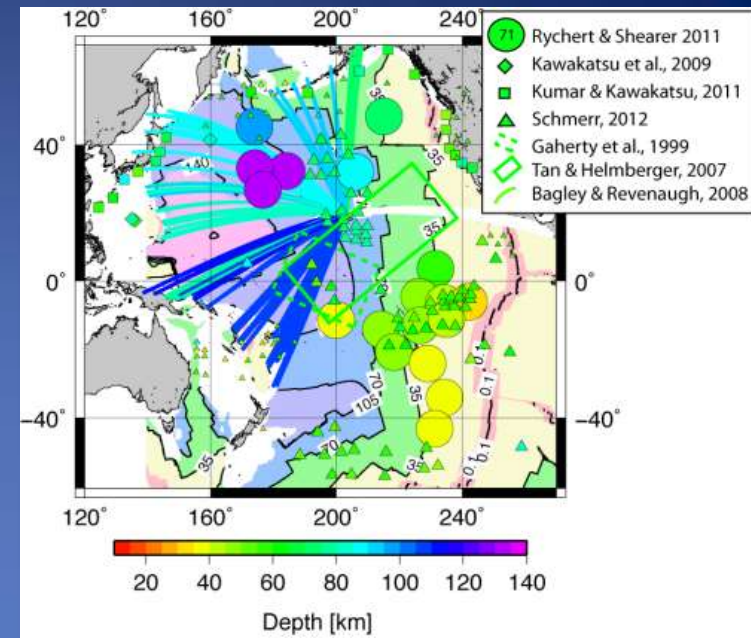 120° 160° 200° 240°
71 Rychert & Shearer 2011
Kawakatsu et al., 2009
Kumar & Kawakatsu, 2011
Schmerr, 2012
Gaherty et al., 1999
Tan & Helmberger, 2007
Bagley & Revenaugh, 2008
35
40°
35
35
0° 0°
0.1
0.1
70
35
105
−40° −40°
70
35
35
0.1
0.1
120° 160° 200° 240°
20 40 60 80 100 120 140
Depth [km]